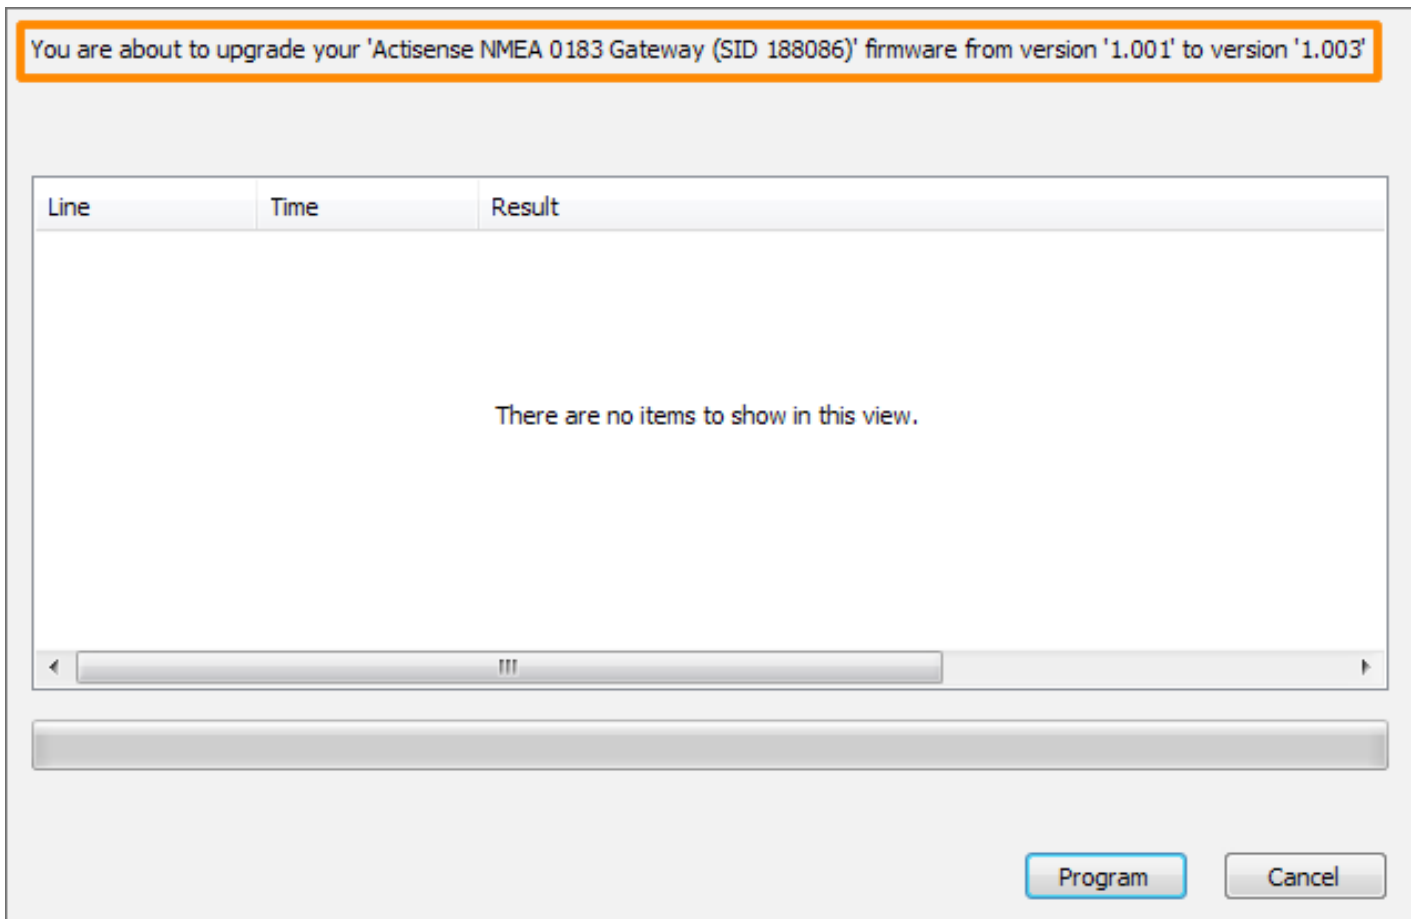 You are about to upgrade your 'Actisense NMEA 0183 Gateway (SID 188086)' firmware from version '1.001' to version '1.003'
Line Time Result
There are no items to show in this view.
Program Cancel